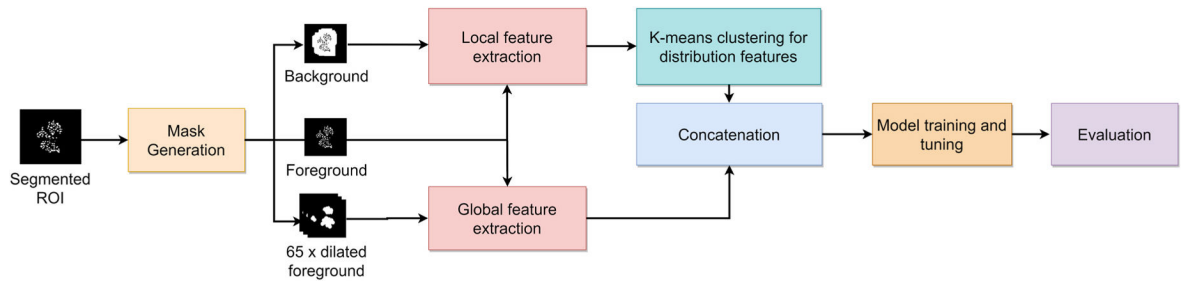 Segmented
ROI
Mask
Generation
Background
Foreground
65 x dilated
foreground
Local feature
extraction
Global feature
extraction
K-means clustering for
distribution features
Concatenation
Model training and
tuning
Evaluation